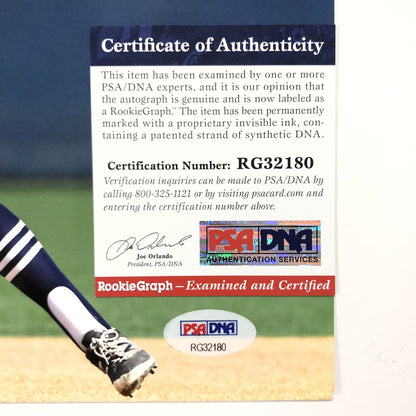 Certificate of Authenticity
This item has been examined by one or more
PSA/DNA experts, and it is our opinion that
the autograph is genuine and is now labeled as
a RookieGraph.™ The item has been permanently
marked with a proprietary invisible ink, con-
taining a patented strand of synthetic DNA.
Certification Number: RG32180
Verification inquiries can be made to PSA/DNA by
calling 800-325-1121 or by visiting psacard.com and
entering the certification number above.
Joe Orlando
President, PSA/DNA
PSA DNA
AUTHENTICATION SERVICES
RookieGraph—Examined and Certified
PSA DNA
RG32180